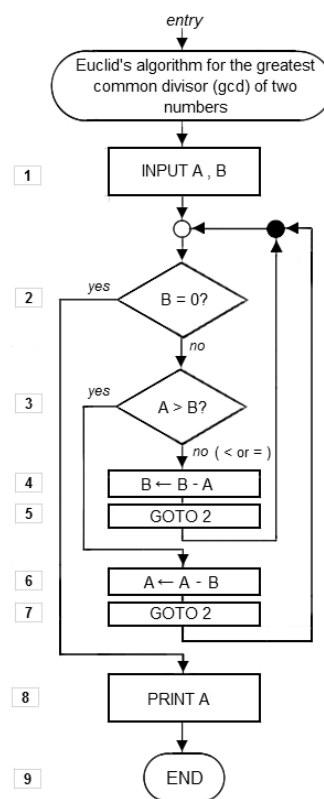 entry
Euclid's algorithm for the greatest
common divisor (gcd) of two
numbers
1
INPUT A , B
2
yes
B = 0?
no
3
yes
A > B?
no ( < or = )
4
B ← B - A
5
GOTO 2
6
A ← A - B
7
GOTO 2
8
PRINT A
9
END